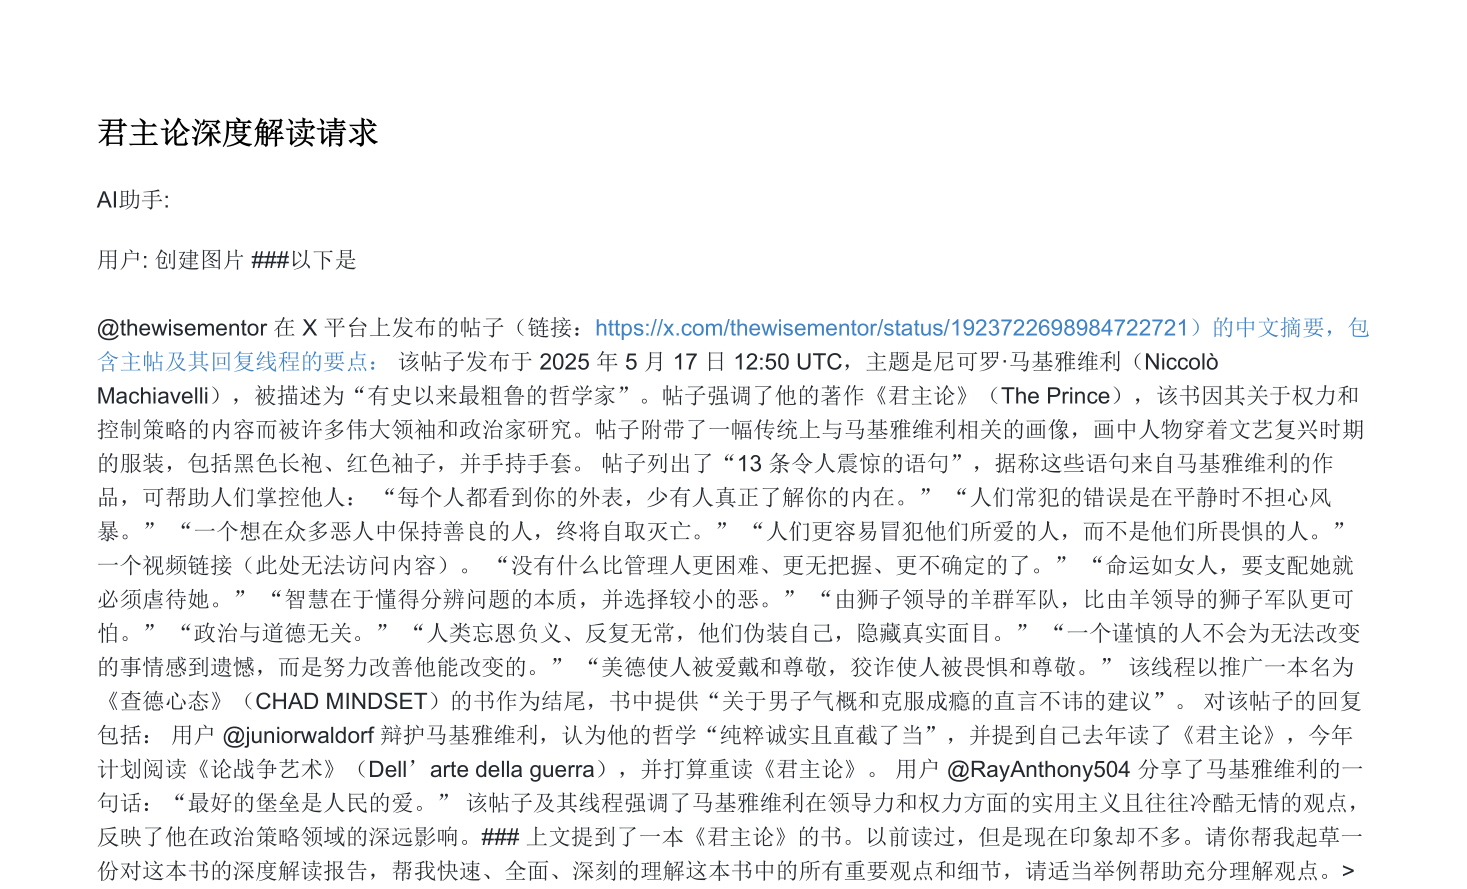 君主论深度解读请求
AI助手:
用户: 创建图片 ###以下是
@thewisementor 在 X 平台上发布的帖子（链接：https://x.com/thewisementor/status/1923722698984722721）的中文摘要，包
含主帖及其回复线程的要点： 该帖子发布于 2025 年 5 月 17 日 12:50 UTC，主题是尼可罗·马基雅维利（Niccolò
Machiavelli），被描述为“有史以来最粗鲁的哲学家”。帖子强调了他的著作《君主论》（The Prince），该书因其关于权力和
控制策略的内容而被许多伟大领袖和政治家研究。帖子附带了一幅传统上与马基雅维利相关的画像，画中人物穿着文艺复兴时期
的服装，包括黑色长袍、红色袖子，并手持手套。 帖子列出了“13 条令人震惊的语句”，据称这些语句来自马基雅维利的作
品，可帮助人们掌控他人： “每个人都看到你的外表，少有人真正了解你的内在。” “人们常犯的错误是在平静时不担心风
暴。” “一个想在众多恶人中保持善良的人，终将自取灭亡。” “人们更容易冒犯他们所爱的人，而不是他们所畏惧的人。”
一个视频链接（此处无法访问内容）。 “没有什么比管理人更困难、更无把握、更不确定的了。” “命运如女人，要支配她就
必须虐待她。” “智慧在于懂得分辨问题的本质，并选择较小的恶。” “由狮子领导的羊群军队，比由羊领导的狮子军队更可
怕。” “政治与道德无关。” “人类忘恩负义、反复无常，他们伪装自己，隐藏真实面目。” “一个谨慎的人不会为无法改变
的事情感到遗憾，而是努力改善他能改变的。” “美德使人被爱戴和尊敬，狡诈使人被畏惧和尊敬。” 该线程以推广一本名为
《查德心态》（CHAD MINDSET）的书作为结尾，书中提供“关于男子气概和克服成瘾的直言不讳的建议”。 对该帖子的回复
包括： 用户 @juniorwaldorf 辩护马基雅维利，认为他的哲学“纯粹诚实且直截了当”，并提到自己去年读了《君主论》，今年
计划阅读《论战争艺术》（Dell’arte della guerra），并打算重读《君主论》。 用户 @RayAnthony504 分享了马基雅维利的一
句话：“最好的堡垒是人民的爱。” 该帖子及其线程强调了马基雅维利在领导力和权力方面的实用主义且往往冷酷无情的观点，
反映了他在政治策略领域的深远影响。### 上文提到了一本《君主论》的书。以前读过，但是现在印象却不多。请你帮我起草一
份对这本书的深度解读报告，帮我快速、全面、深刻的理解这本书中的所有重要观点和细节，请适当举例帮助充分理解观点。>